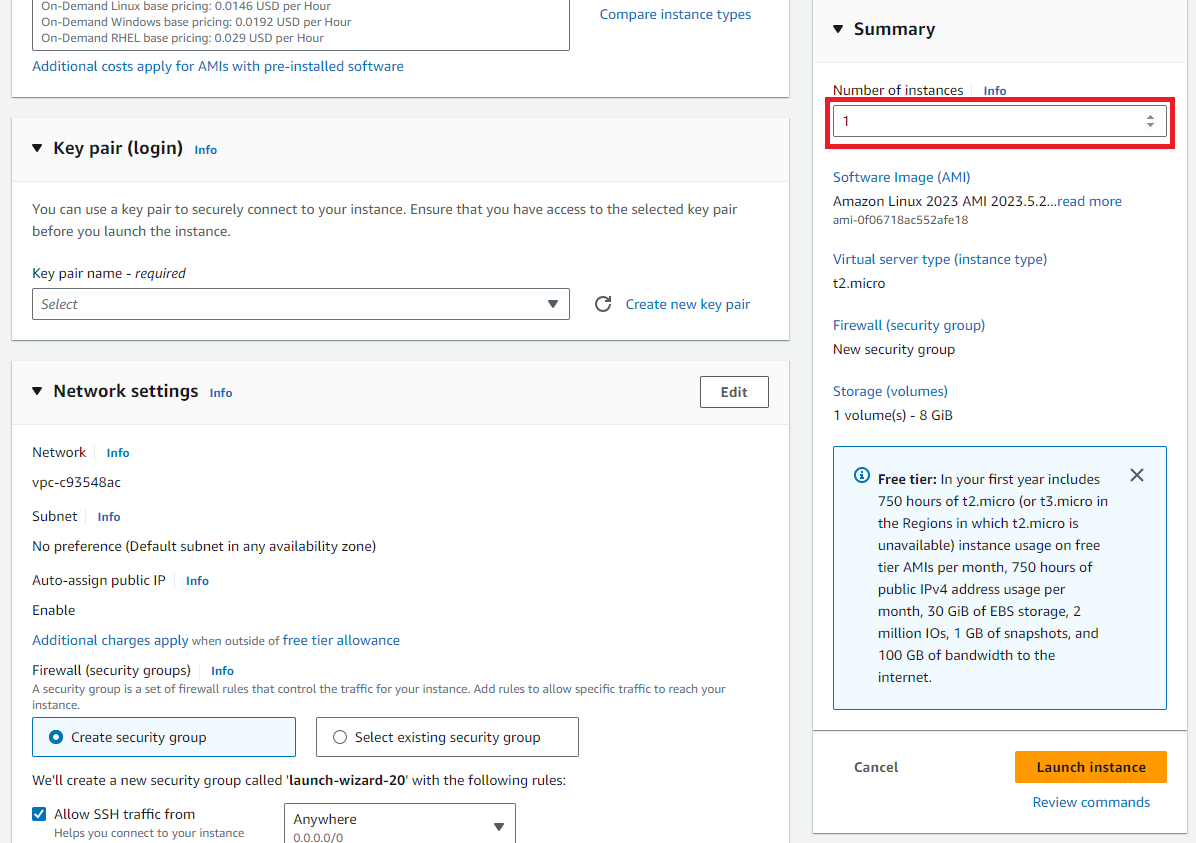 On-Demand Linux base pricing: 0.0146 USD per Hour
On-Demand Windows base pricing: 0.0192 USD per Hour
On-Demand RHEL base pricing: 0.029 USD per Hour
Compare instance types
Additional costs apply for AMIs with pre-installed software
Key pair (login) Info
You can use a key pair to securely connect to your instance. Ensure that you have access to the selected key pair
before you launch the instance.
Key pair name - required
Select
Create new key pair
Network settings Info
Edit
Network Info
vpc-c93548ac
Subnet Info
No preference (Default subnet in any availability zone)
Auto-assign public IP Info
Enable
Additional charges apply when outside of free tier allowance
Firewall (security groups) Info
A security group is a set of firewall rules that control the traffic for your instance. Add rules to allow specific traffic to reach your
instance.
Create security group
Select existing security group
We'll create a new security group called 'launch-wizard-20' with the following rules:
Allow SSH traffic from
Helps you connect to your instance
Anywhere
0.0.0.0/0
Summary
Number of instances Info
1
Software Image (AMI)
Amazon Linux 2023 AMI 2023.5.2...read more
ami-0f06718ac552afe18
Virtual server type (instance type)
t2.micro
Firewall (security group)
New security group
Storage (volumes)
1 volume(s) - 8 GiB
Free tier: In your first year includes
750 hours of t2.micro (or t3.micro in
the Regions in which t2.micro is
unavailable) instance usage on free
tier AMIs per month, 750 hours of
public IPv4 address usage per
month, 30 GiB of EBS storage, 2
million IOs, 1 GB of snapshots, and
100 GB of bandwidth to the
internet.
Cancel
Launch instance
Review commands